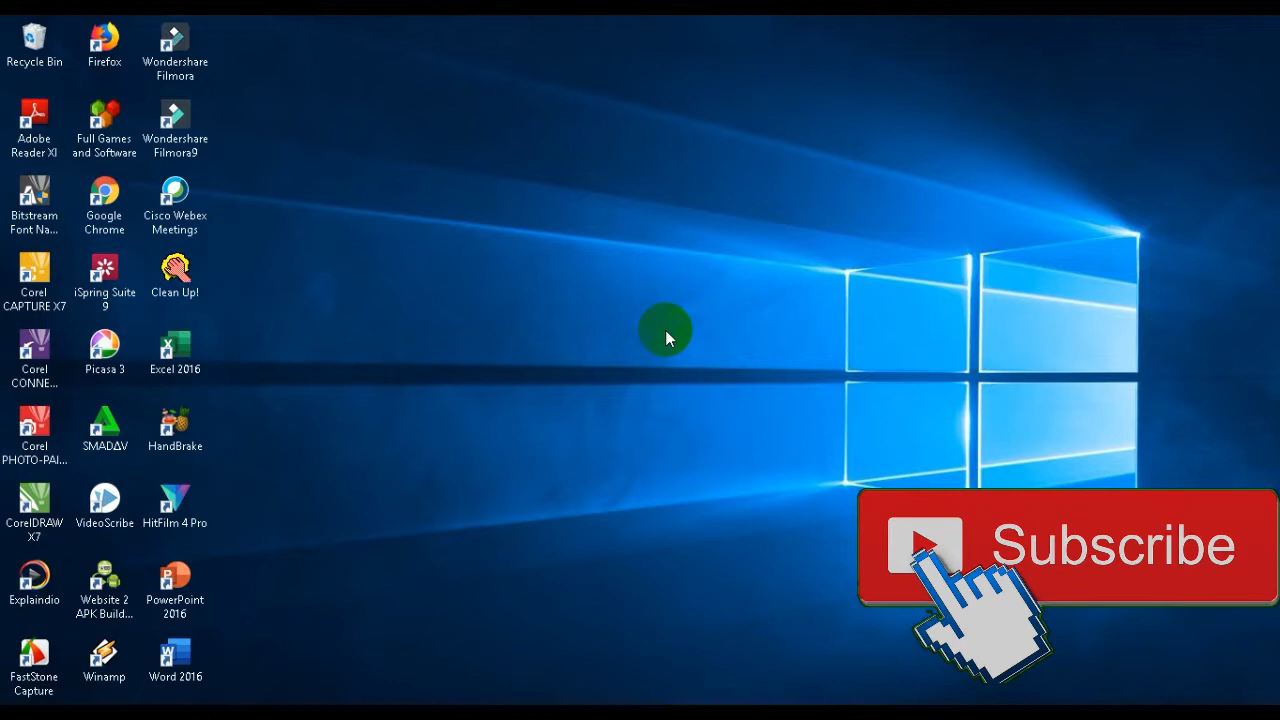 Recycle Bin
Firefox
Wondershare
Filmora
Adobe
Reader XI
Full Games
and Software
Wondershare
Filmora9
Bitstream
Font Na...
Google
Chrome
Cisco Webex
Meetings
Corel
CAPTURE X7
iSpring Suite
9
Clean Up!
Corel
CONNE...
Picasa 3
Excel 2016
Corel
PHOTO-PAI...
SMADΔV
HandBrake
CorelDRAW
X7
VideoScribe
HitFilm 4 Pro
Explaindio
Website 2
APK Build...
PowerPoint
2016
FastStone
Capture
Winamp
Word 2016
Subscribe